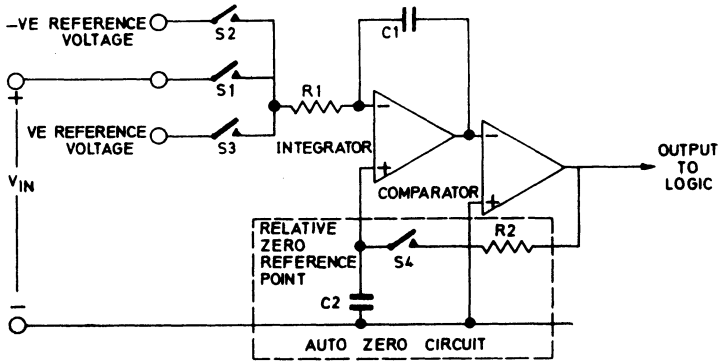 -VE REFERENCE
VOLTAGE
S2
C1
S1
R1
+
VE REFERENCE
VOLTAGE
S3
INTEGRATOR
-
+
-
+
COMPARATOR
OUTPUT
TO
LOGIC
VIN
RELATIVE
ZERO
REFERENCE
POINT
S4
R2
C2
-
AUTO ZERO CIRCUIT